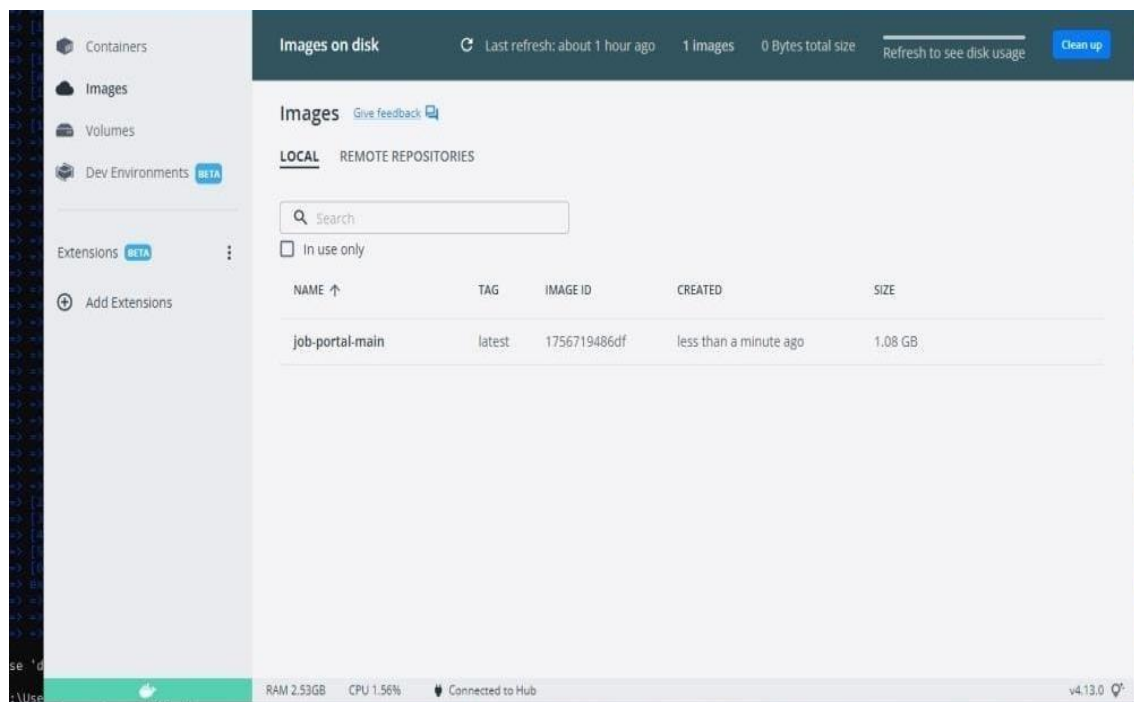 Containers
Images
Volumes
Dev Environments BETA
Extensions BETA
Add Extensions
Images on disk Last refresh: about 1 hour ago 1 images 0 Bytes total size Refresh to see disk usage Clean up
Images Give feedback
LOCAL REMOTE REPOSITORIES
Search
In use only
NAME TAG IMAGE ID CREATED SIZE
job-portal-main latest 1756719486df less than a minute ago 1.08 GB
se 'd
:\Use
RAM 2.53GB CPU 1.56% Connected to Hub v4.13.0